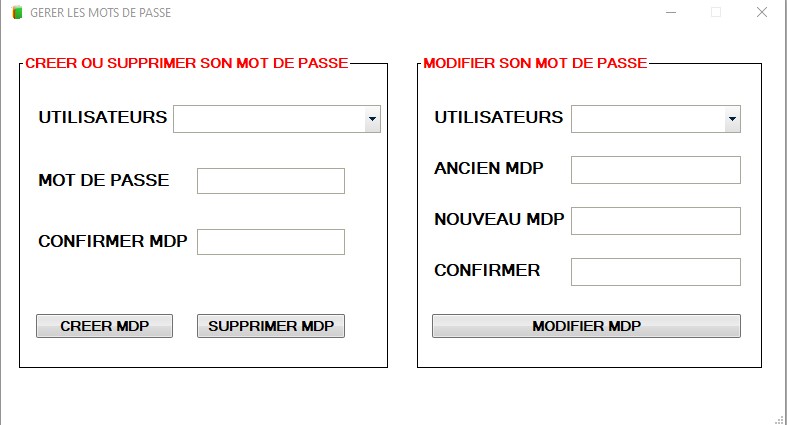 GERER LES MOTS DE PASSE
CREER OU SUPPRIMER SON MOT DE PASSE
UTILISATEURS
MOT DE PASSE
CONFIRMER MDP
CREER MDP
SUPPRIMER MDP
MODIFIER SON MOT DE PASSE
UTILISATEURS
ANCIEN MDP
NOUVEAU MDP
CONFIRMER
MODIFIER MDP